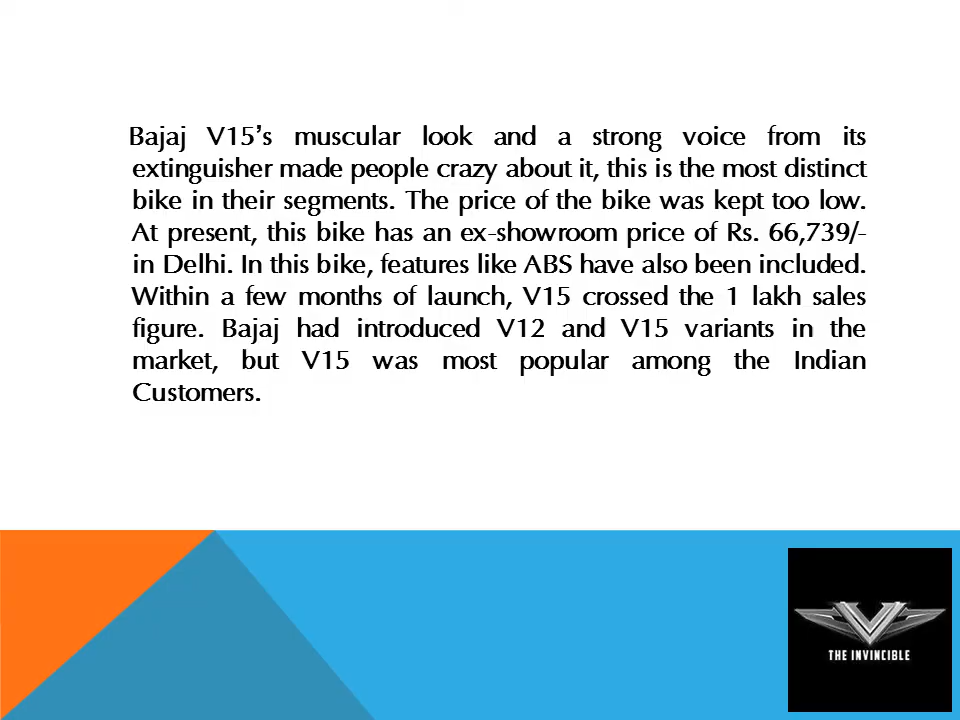 Bajaj V15's muscular look and a strong voice from its
extinguisher made people crazy about it, this is the most distinct
bike in their segments. The price of the bike was kept too low.
At present, this bike has an ex-showroom price of Rs. 66,739/-
in Delhi. In this bike, features like ABS have also been included.
Within a few months of launch, V15 crossed the 1 lakh sales
figure. Bajaj had introduced V12 and V15 variants in the
market, but V15 was most popular among the Indian
Customers.
V
THE INVINCIBLE